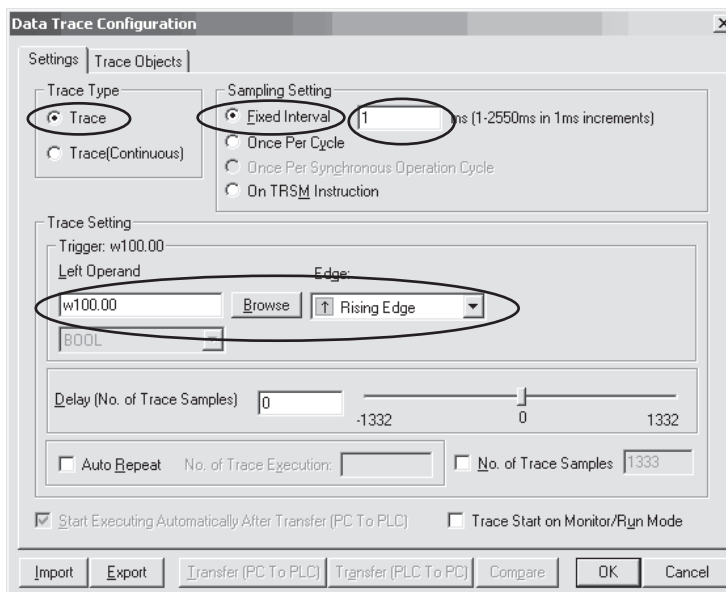 Data Trace Configuration
Settings Trace Objects
Trace Type
Trace
Trace(Continuous)
Sampling Setting
Fixed Interval 1 ms (1-2550ms in 1ms increments)
Once Per Cycle
Once Per Synchronous Operation Cycle
On TRSM Instruction
Trace Setting
Trigger: w100.00
Left Operand Edge:
w100.00 Browse ↑ Rising Edge
BOOL
Delay (No. of Trace Samples) 0
-1332 0 1332
Auto Repeat No. of Trace Execution: No. of Trace Samples 1333
Start Executing Automatically After Transfer (PC To PLC) Trace Start on Monitor/Run Mode
Import Export Transfer (PC To PLC) Transfer (PLC To PC) Compare OK Cancel